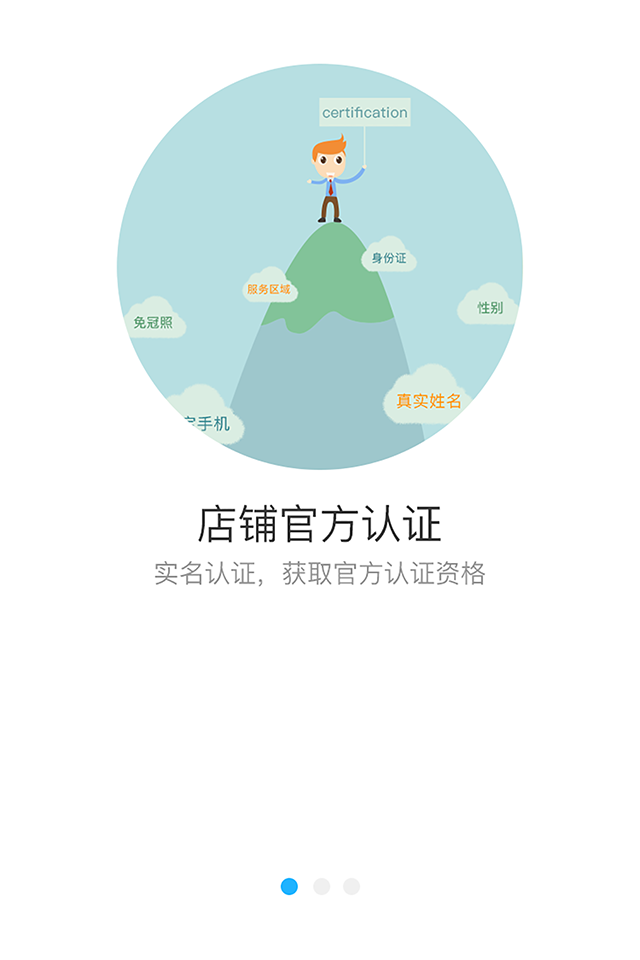 certification
身份证
服务区域
性别
免冠照
真实姓名
手机
店铺官方认证
实名认证，获取官方认证资格